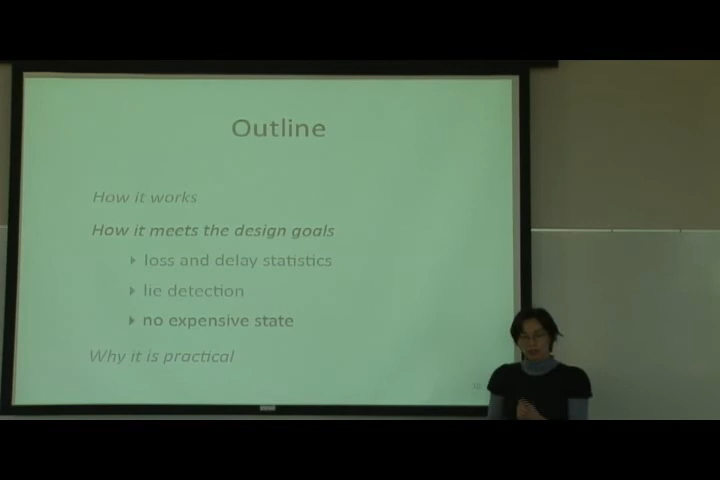 Outline
How it works
How it meets the design goals
loss and delay statistics
lie detection
no expensive state
Why it is practical